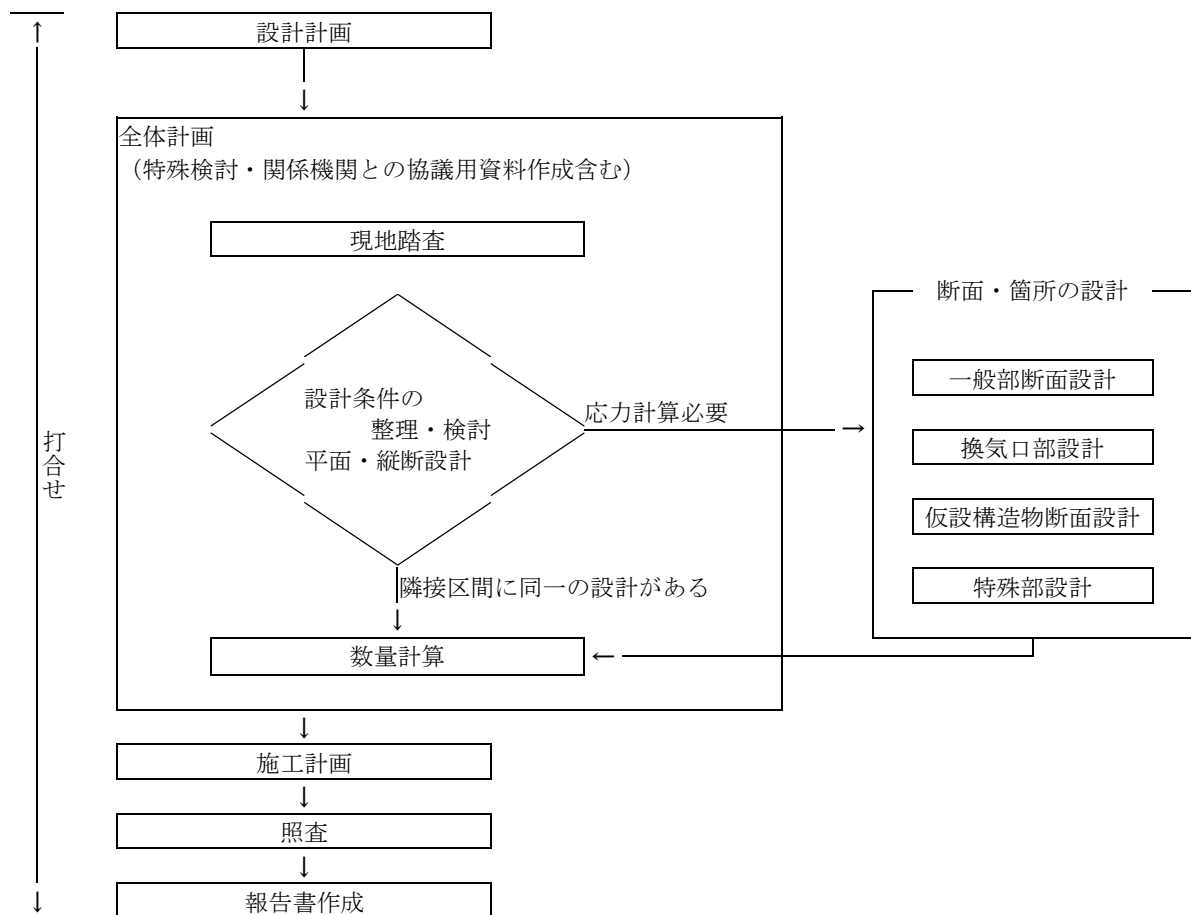 設計計画
全体計画
（特殊検討・関係機関との協議用資料作成含む）
現地踏査
設計条件の
整理・検討
平面・縦断設計
応力計算必要
断面・箇所の設計
一般部断面設計
換気口部設計
仮設構造物断面設計
特殊部設計
隣接区間に同一の設計がある
数量計算
施工計画
照査
報告書作成
打合せ